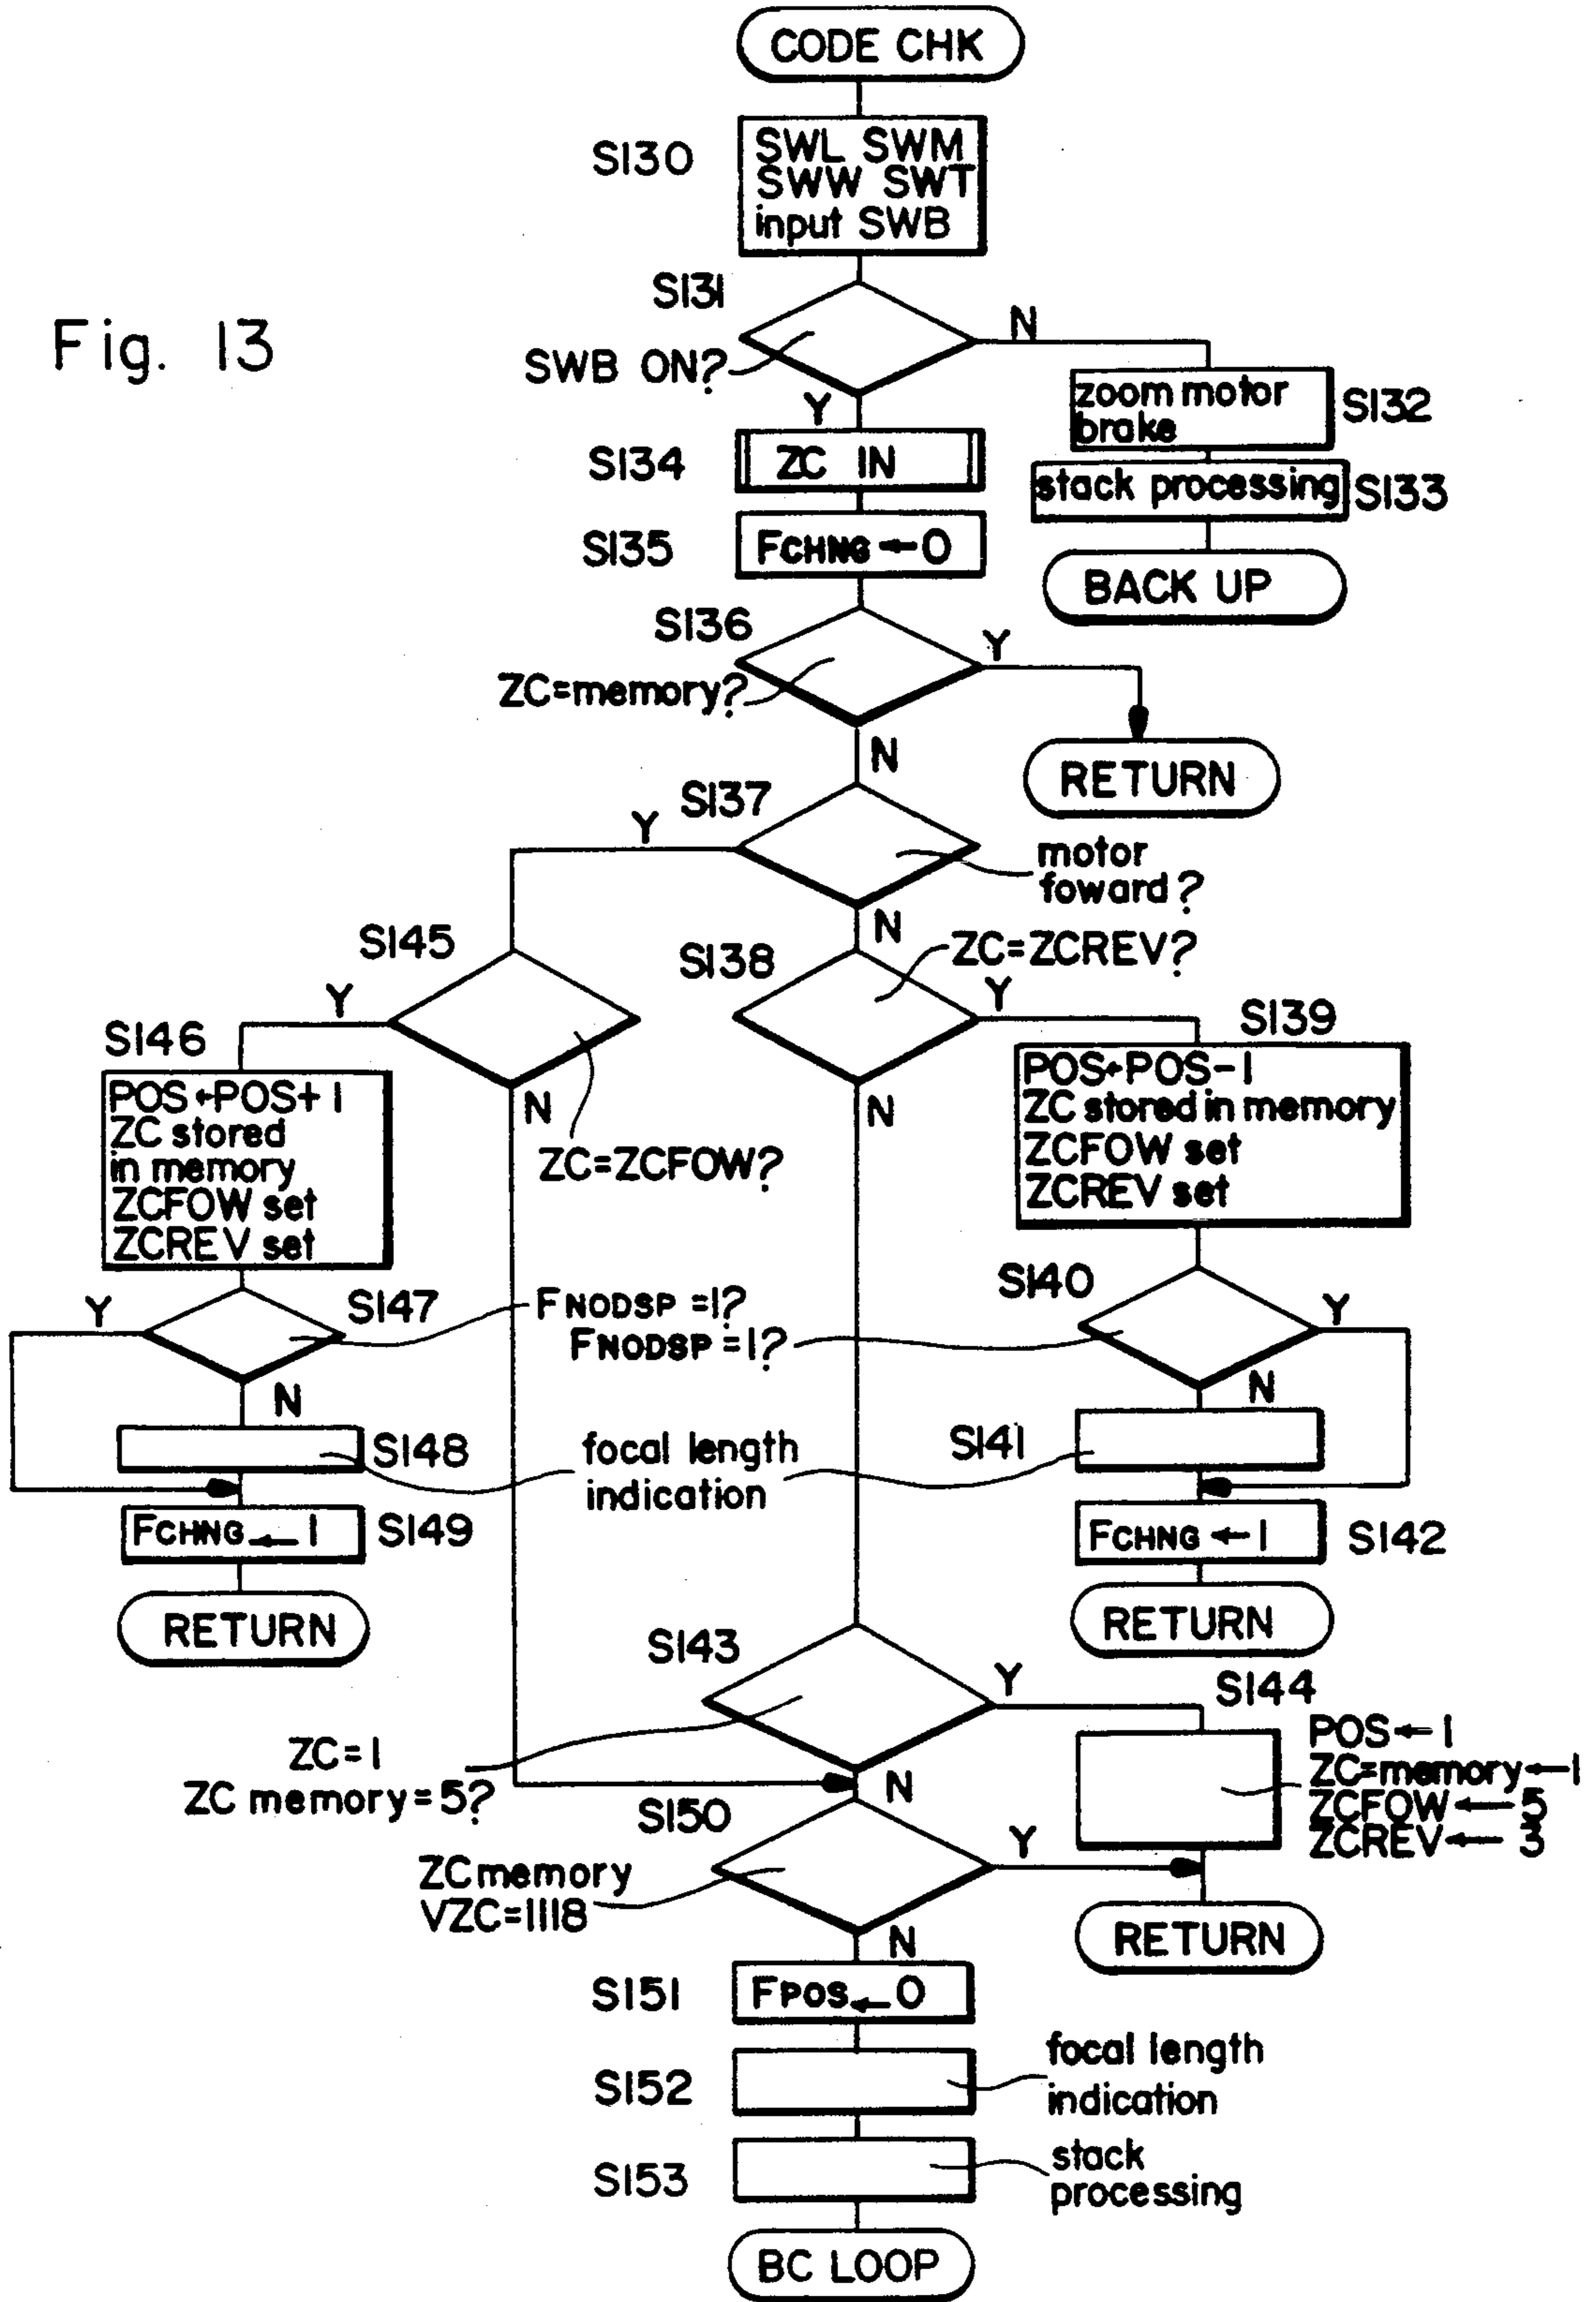 CODE CHK
S130
SWL SWM
SWW SWT
input SWB
Fig. 13
S131
SWB ON?
N
Y
zoom motor
brake
S132
S134
ZC IN
stack processing
S133
S135
FCHNG ← 0
BACK UP
S136
ZC=memory?
Y
N
RETURN
S137
Y
motor
foward?
N
S145
S138
ZC=ZCREV?
Y
Y
S146
S139
POS←POS+1
ZC stored
in memory
ZCFOW set
ZCREV set
N
ZC=ZCFOW?
N
POS←POS-1
ZC stored in memory
ZCFOW set
ZCREV set
S147
Y
FNODSP =1?
FNODSP =1?
S140
Y
N
N
S148
focal length
indication
S141
FCHNG ← 1
S149
FCHNG ← 1
S142
RETURN
RETURN
S143
Y
S144
ZC=1
ZC memory=5?
N
POS←1
ZC=memory←1
ZCFOW←5
ZCREV←3
S150
Y
ZC memory
VZC=1118
RETURN
N
S151
FPOS←0
S152
focal length
indication
S153
stack
processing
BC LOOP